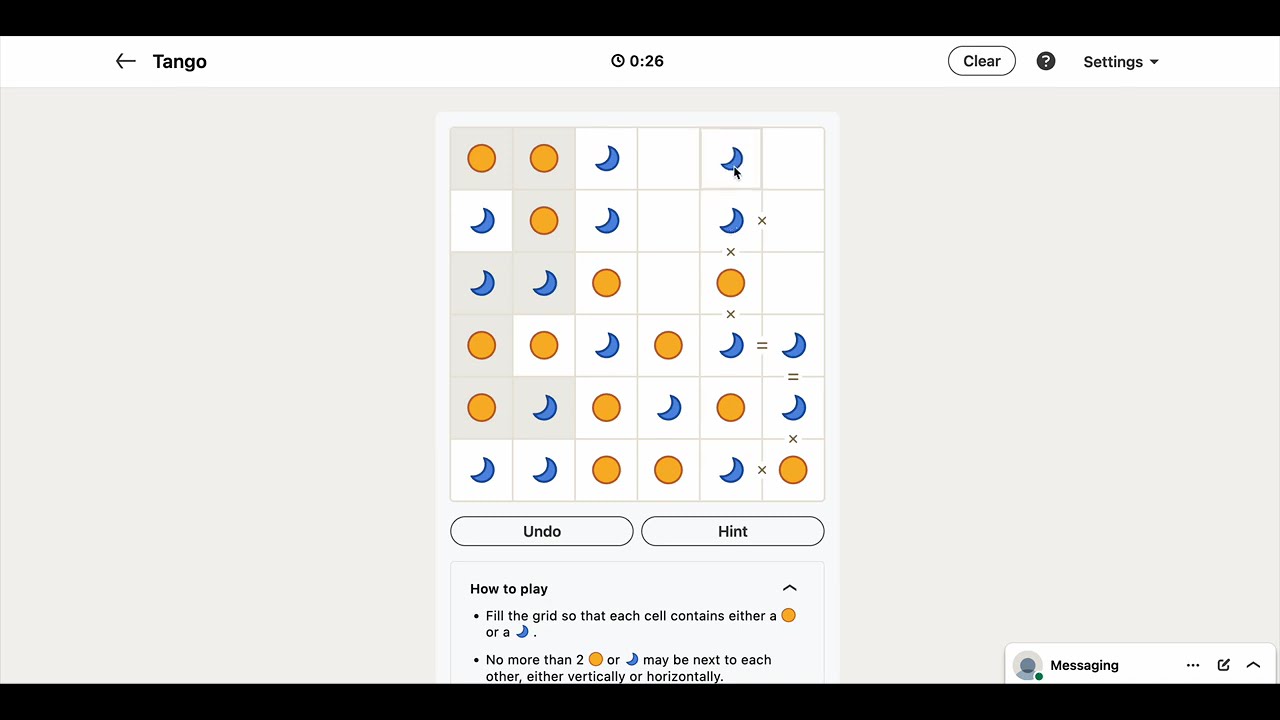 Tango
0:26
Clear
?
Settings
×
×
×
=
=
×
×
Undo
Hint
How to play
• Fill the grid so that each cell contains either a
or a .
• No more than 2 or may be next to each
other, either vertically or horizontally.
Messaging